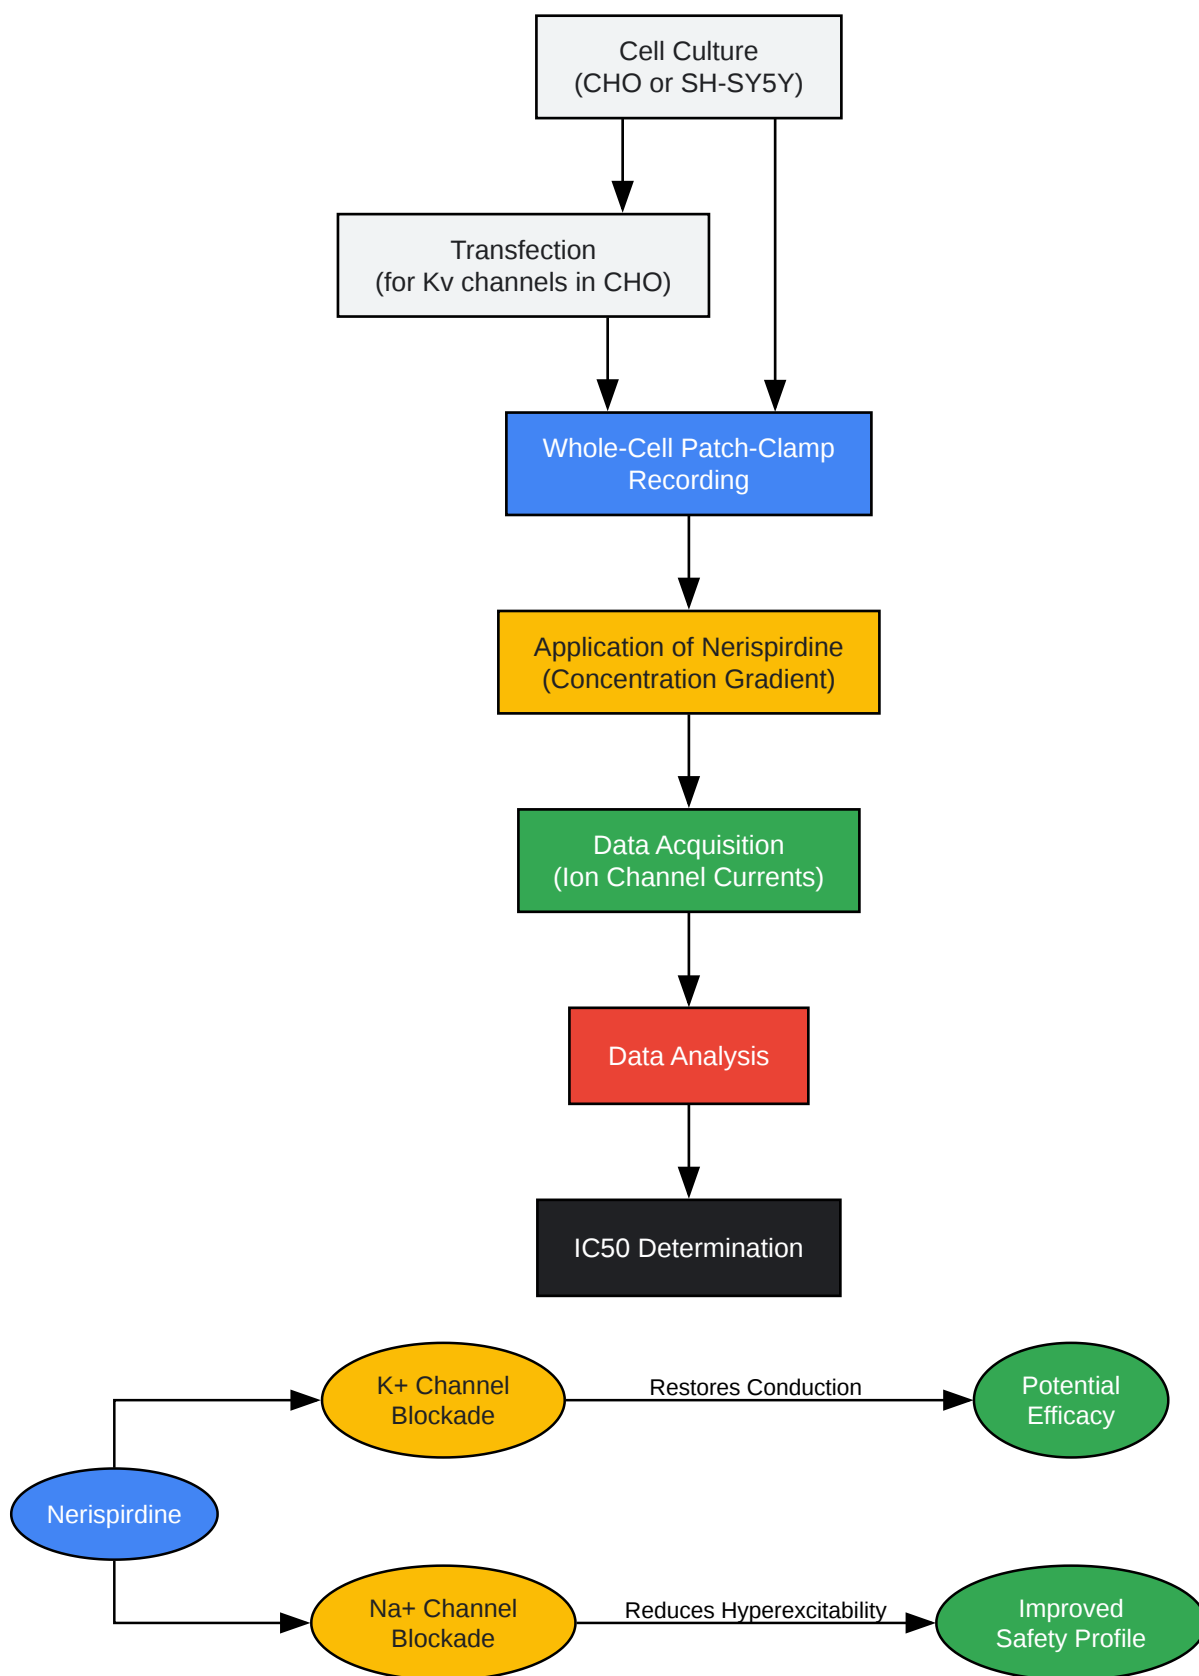 Cell Culture
(CHO or SH-SY5Y)
Transfection
(for Kv channels in CHO)
Whole-Cell Patch-Clamp
Recording
Application of Nerispirdine
(Concentration Gradient)
Data Acquisition
(Ion Channel Currents)
Data Analysis
IC50 Determination
K+ Channel
Blockade
Restores Conduction
Potential
Efficacy
Nerispirdine
Na+ Channel
Blockade
Reduces Hyperexcitability
Improved
Safety Profile